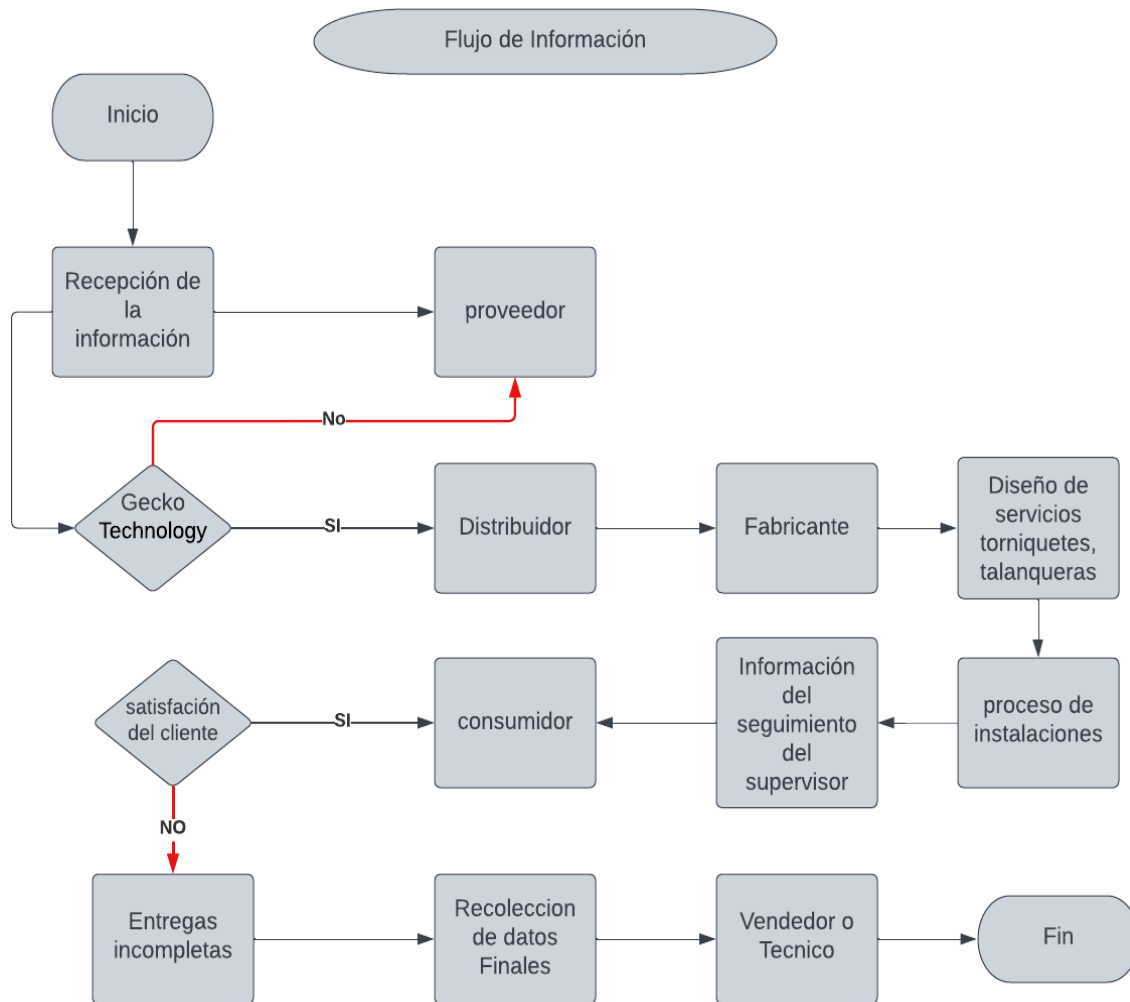 Flujo de Información
Inicio
Recepción de
la
información
proveedor
No
Gecko
Technology
SI
Distribuidor
Fabricante
Diseño de
servicios
torniquetes,
talanqueras
satisfación
del cliente
SI
consumidor
Información
del
seguimiento
del
supervisor
proceso de
instalaciones
NO
Entregas
incompletas
Recoleccion
de datos
Finales
Vendedor o
Tecnico
Fin